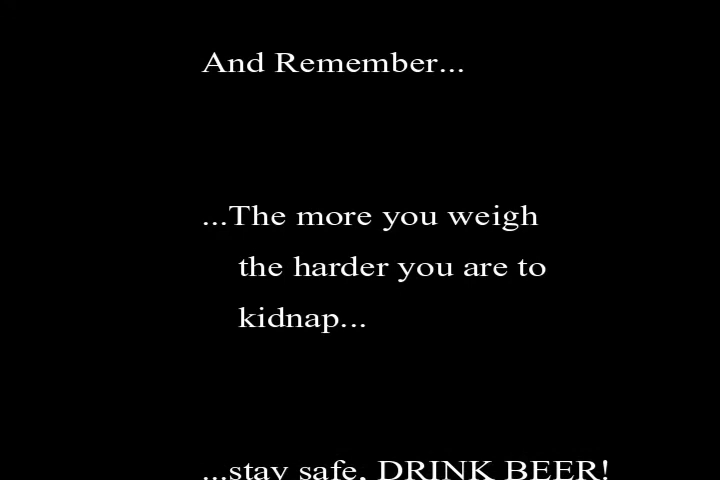 And Remember...
...The more you weigh
the harder you are to
kidnap...
...stay safe, DRINK BEER!